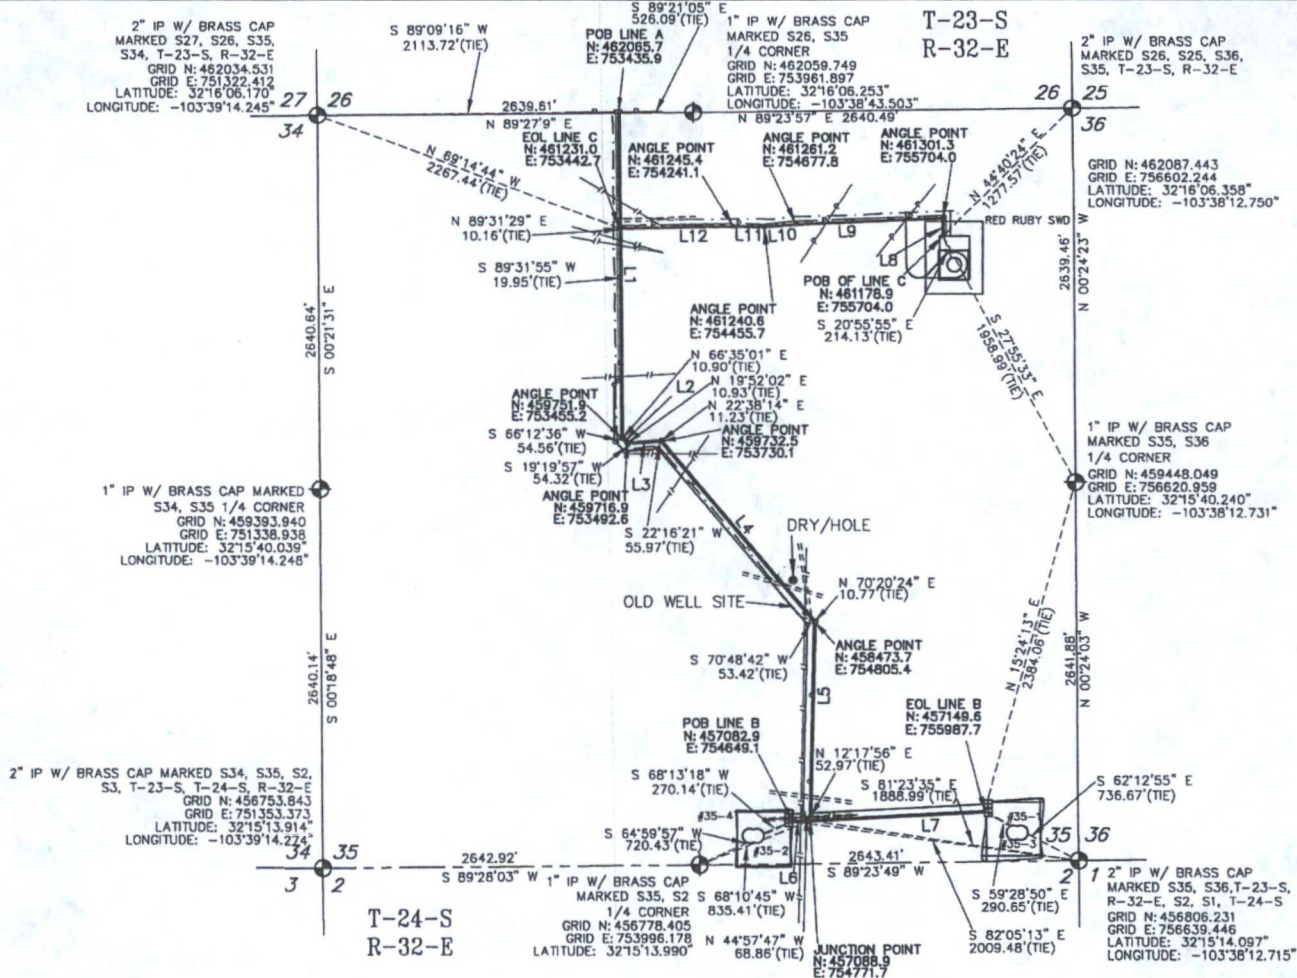 2" IP W/ BRASS CAP
MARKED S27, S26, S35,
S34, T-23-S, R-32-E
GRID N: 462034.531
GRID E: 751322.412
LATITUDE: 32°16'06.170"
LONGITUDE: -103°39'14.245"
27 26
34
S 89°09'16" W
2113.72'(TIE)
S 89°21'05" E
526.09'(TIE)
POB LINE A
N: 462065.7
E: 753435.9
1" IP W/ BRASS CAP
MARKED S26, S35
1/4 CORNER
GRID N: 462059.749
GRID E: 753961.897
LATITUDE: 32°16'06.253"
LONGITUDE: -103°38'43.503"
N 89°23'57" E 2640.49'
T-23-S
R-32-E
2" IP W/ BRASS CAP
MARKED S26, S25, S36,
S35, T-23-S, R-32-E
26 25
36
GRID N: 462087.443
GRID E: 756602.244
LATITUDE: 32°16'06.358"
LONGITUDE: -103°38'12.750"
2639.61'
N 89°27'9" E
EOL LINE C
N: 461231.0
E: 753442.7
ANGLE POINT
N: 461245.4
E: 754241.1
ANGLE POINT
N: 461261.2
E: 754677.8
ANGLE POINT
N: 461301.3
E: 755704.0
N 69°14'44" W
2267.44'(TIE)
N 44°40'24" E
1277.57'(TIE)
RED RUBY SWD
N 89°31'29" E
10.16'(TIE)
L12
L11
L10
L9
L8
S 89°31'55" W
19.95'(TIE)
L1
POB OF LINE C
N: 461178.9
E: 755704.0
S 20°55'55" E
214.13'(TIE)
ANGLE POINT
N: 461240.6
E: 754455.7
2640.64'
S 00°21'31" E
2639.46'
N 00°24'23" W
S 27°55'33" E
1958.99'(TIE)
N 66°35'01" E
10.90'(TIE)
L2
N 19°52'02" E
10.93'(TIE)
N 22°38'14" E
11.23'(TIE)
ANGLE POINT
N: 459751.9
E: 753455.2
ANGLE POINT
N: 459732.5
E: 753730.1
S 66°12'36" W
54.56'(TIE)
S 19°19'57" W
54.32'(TIE)
L3
ANGLE POINT
N: 459716.9
E: 753492.6
S 22°16'21" W
55.97'(TIE)
L4
1" IP W/ BRASS CAP MARKED
S34, S35 1/4 CORNER
GRID N: 459393.940
GRID E: 751338.938
LATITUDE: 32°15'40.039"
LONGITUDE: -103°39'14.248"
1" IP W/ BRASS CAP
MARKED S35, S36
1/4 CORNER
GRID N: 459448.049
GRID E: 756620.959
LATITUDE: 32°15'40.240"
LONGITUDE: -103°38'12.731"
DRY/HOLE
OLD WELL SITE
N 70°20'24" E
10.77'(TIE)
ANGLE POINT
N: 458473.7
E: 754805.4
S 70°48'42" W
53.42'(TIE)
L5
N 15°24'13" E
2384.06'(TIE)
2641.88'
N 00°24'03" W
2640.14'
S 00°18'48" E
POB LINE B
N: 457082.9
E: 754649.1
EOL LINE B
N: 457149.6
E: 755987.7
N 12°17'56" E
52.97'(TIE)
S 68°13'18" W
270.14'(TIE)
S 81°23'35" E
1888.99'(TIE)
S 62°12'55" E
736.67'(TIE)
2" IP W/ BRASS CAP MARKED S34, S35, S2,
S3, T-23-S, T-24-S, R-32-E
GRID N: 456753.843
GRID E: 751353.373
LATITUDE: 32°15'13.914"
LONGITUDE: -103°39'14.274"
34 35
3 2
#35-4
#35-2
S 64°59'57" W
720.43'(TIE)
L7
#35-1
#35-3
35 36
2 1
2642.92'
S 89°28'03" W
L6
2643.41'
S 89°23'49" W
1" IP W/ BRASS CAP
MARKED S35, S2
1/4 CORNER
GRID N: 456778.405
GRID E: 753996.178
LATITUDE: 32°15'13.990"
S 68°10'45" W
835.41'(TIE)
N 44°57'47" W
68.86'(TIE)
JUNCTION POINT
N: 457088.9
E: 754771.7
S 59°28'50" E
290.65'(TIE)
S 82°05'13" E
2009.48'(TIE)
2" IP W/ BRASS CAP
MARKED S35, S36,T-23-S,
R-32-E, S2, S1, T-24-S
GRID N: 456806.231
GRID E: 756639.446
LATITUDE: 32°15'14.097"
LONGITUDE: -103°38'12.715"
T-24-S
R-32-E